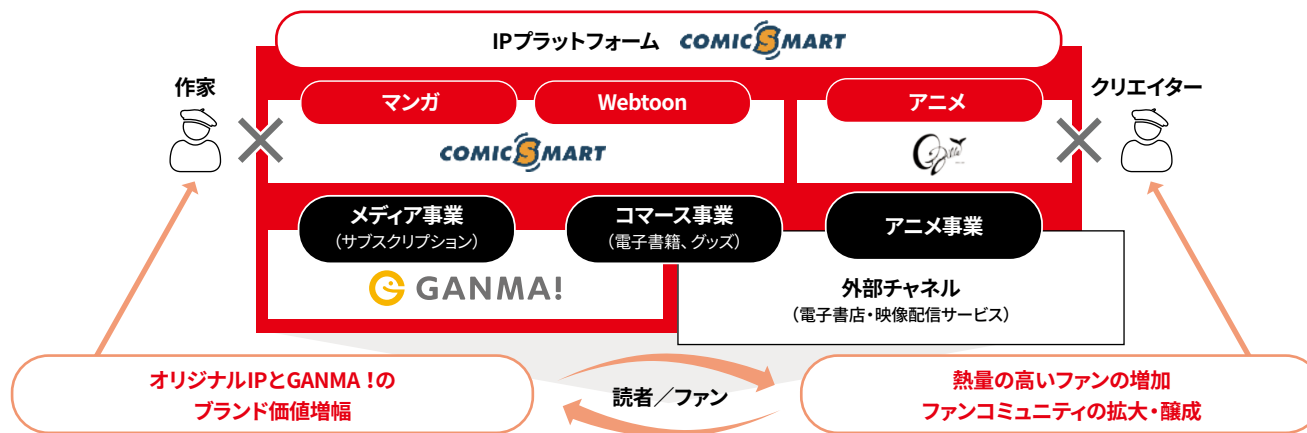 IPプラットフォーム COMICSMART
作家
クリエイター
マンガ
Webtoon
アニメ
COMICSMART
メディア事業
(サブスクリプション)
コマース事業
(電子書籍、グッズ)
アニメ事業
GANMA!
外部チャネル
(電子書店・映像配信サービス)
オリジナルIPとGANMA!の
ブランド価値増幅
読者/ファン
熱量の高いファンの増加
ファンコミュニティの拡大・醸成